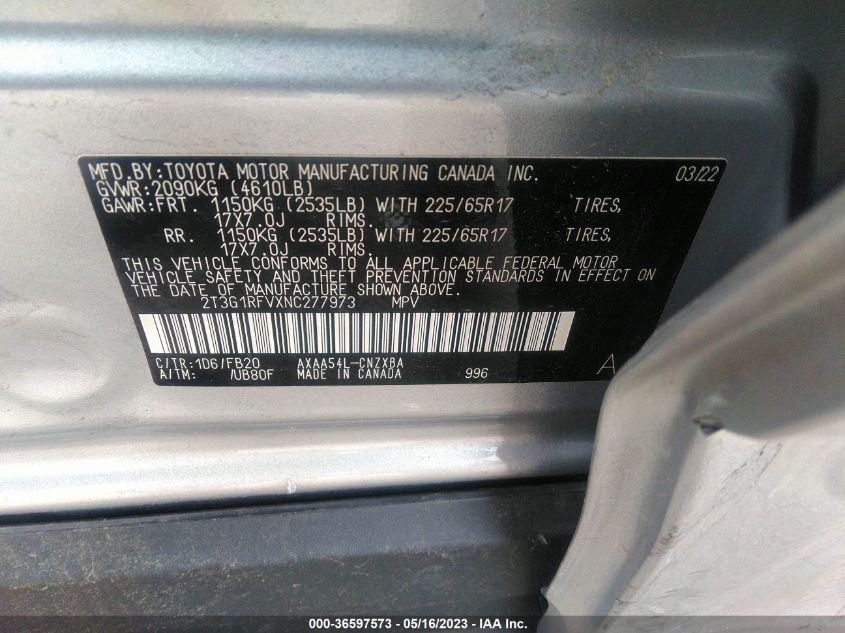 MFD.BY:TOYOTA MOTOR MANUFACTURING CANADA INC. 03/22
GVWR:2090KG (4610LB)
GAWR:FRT. 1150KG (2535LB) WITH 225/65R17 TIRES,
17X7.0J RIMS.
RR. 1150KG (2535LB) WITH 225/65R17 TIRES,
17X7.0J RIMS.
THIS VEHICLE CONFORMS TO ALL APPLICABLE FEDERAL MOTOR
VEHICLE SAFETY AND THEFT PREVENTION STANDARDS IN EFFECT ON
THE DATE OF MANUFACTURE SHOWN ABOVE.
2T3G1RFVXNC277973 MPV
C/TR:1D6/FB20 AXAA54L-CNZXBA
A/TM: /UB80F MADE IN CANADA 996 A
000-36597573 - 05/16/2023 - IAA Inc.